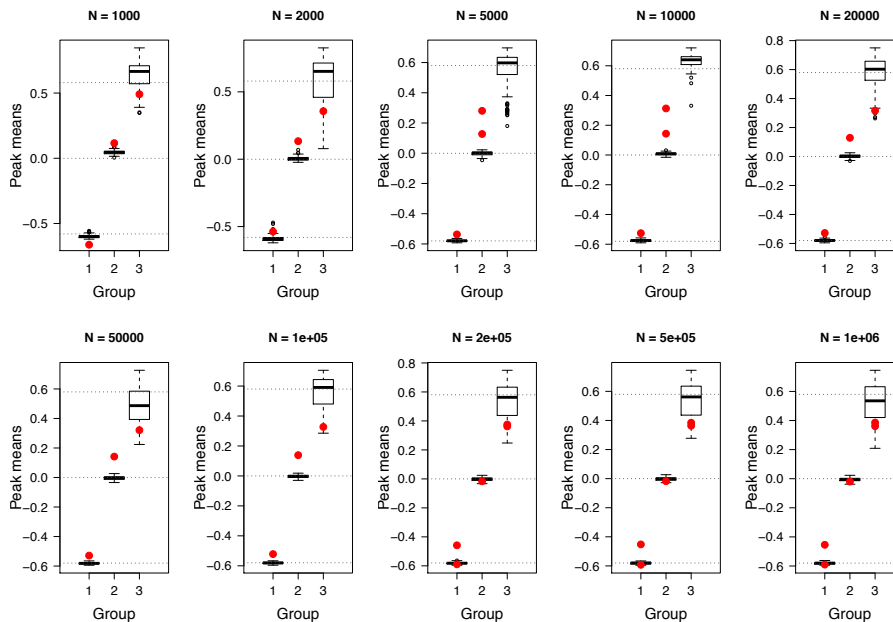 N = 1000
N = 2000
N = 5000
N = 10000
N = 20000
Peak means
0.5
0.0
−0.5
1 2 3
Group
Peak means
0.5
0.0
−0.5
1 2 3
Group
Peak means
0.6
0.4
0.2
0.0
−0.2
−0.4
−0.6
1 2 3
Group
Peak means
0.6
0.4
0.2
0.0
−0.2
−0.4
−0.6
1 2 3
Group
Peak means
0.8
0.6
0.4
0.2
0.0
−0.2
−0.4
−0.6
1 2 3
Group
N = 50000
N = 1e+05
N = 2e+05
N = 5e+05
N = 1e+06
Peak means
0.6
0.4
0.2
0.0
−0.2
−0.4
−0.6
1 2 3
Group
Peak means
0.6
0.4
0.2
0.0
−0.2
−0.4
−0.6
1 2 3
Group
Peak means
0.8
0.6
0.4
0.2
0.0
−0.2
−0.4
−0.6
1 2 3
Group
Peak means
0.8
0.6
0.4
0.2
0.0
−0.2
−0.4
−0.6
1 2 3
Group
Peak means
0.8
0.6
0.4
0.2
0.0
−0.2
−0.4
−0.6
1 2 3
Group